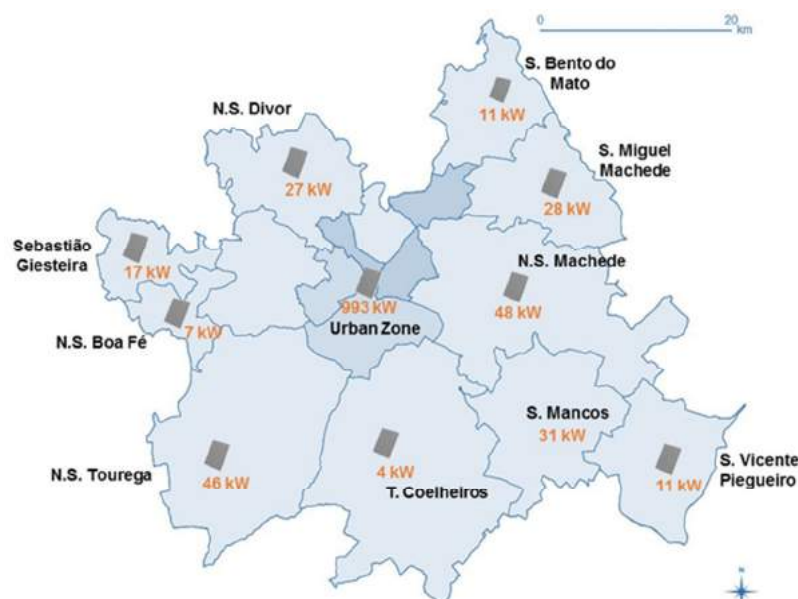 0
20
km
S. Bento do
Mato
11 kW
N.S. Divor
27 kW
S. Miguel
Machede
28 kW
Sebastião
Giesteira
17 kW
N.S. Machede
48 kW
993 kW
Urban Zone
7 kW
N.S. Boa Fé
S. Mancos
31 kW
N.S. Tourega
46 kW
4 kW
T. Coelheiros
S. Vicente
Piegueiro
11 kW
N